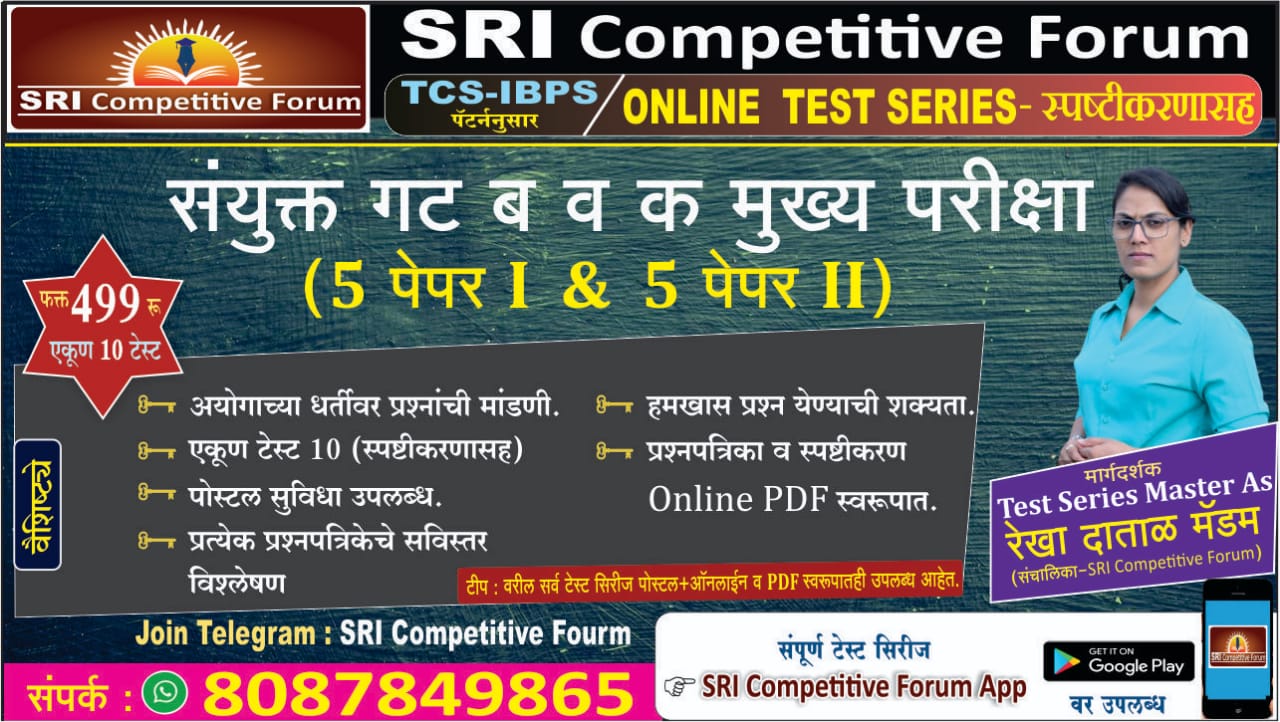 SRI Competitive Forum
SRI Competitive Forum
TCS-IBPS
पॅटर्ननुसार
ONLINE TEST SERIES- स्पष्टीकरणासह
संयुक्त गट ब व क मुख्य परीक्षा
(5 पेपर I & 5 पेपर II)
फक्त 499 रू
एकूण 10 टेस्ट
वैशिष्ट्ये
अयोगाच्या धर्तीवर प्रश्नांची मांडणी.
एकूण टेस्ट 10 (स्पष्टीकरणासह)
पोस्टल सुविधा उपलब्ध.
प्रत्येक प्रश्नपत्रिकेचे सविस्तर
विश्लेषण
हमखास प्रश्न येण्याची शक्यता.
प्रश्नपत्रिका व स्पष्टीकरण
Online PDF स्वरूपात.
टीप : वरील सर्व टेस्ट सिरीज पोस्टल+ऑनलाईन व PDF स्वरूपातही उपलब्ध आहेत.
मार्गदर्शक
Test Series Master As
रेखा दाताळ मॅडम
(संचालिका-SRI Competitive Forum)
Join Telegram : SRI Competitive Fourm
संपर्क : 8087849865
संपूर्ण टेस्ट सिरीज
SRI Competitive Forum App
GET IT ON
Google Play
वर उपलब्ध
SRI Competitive Forum